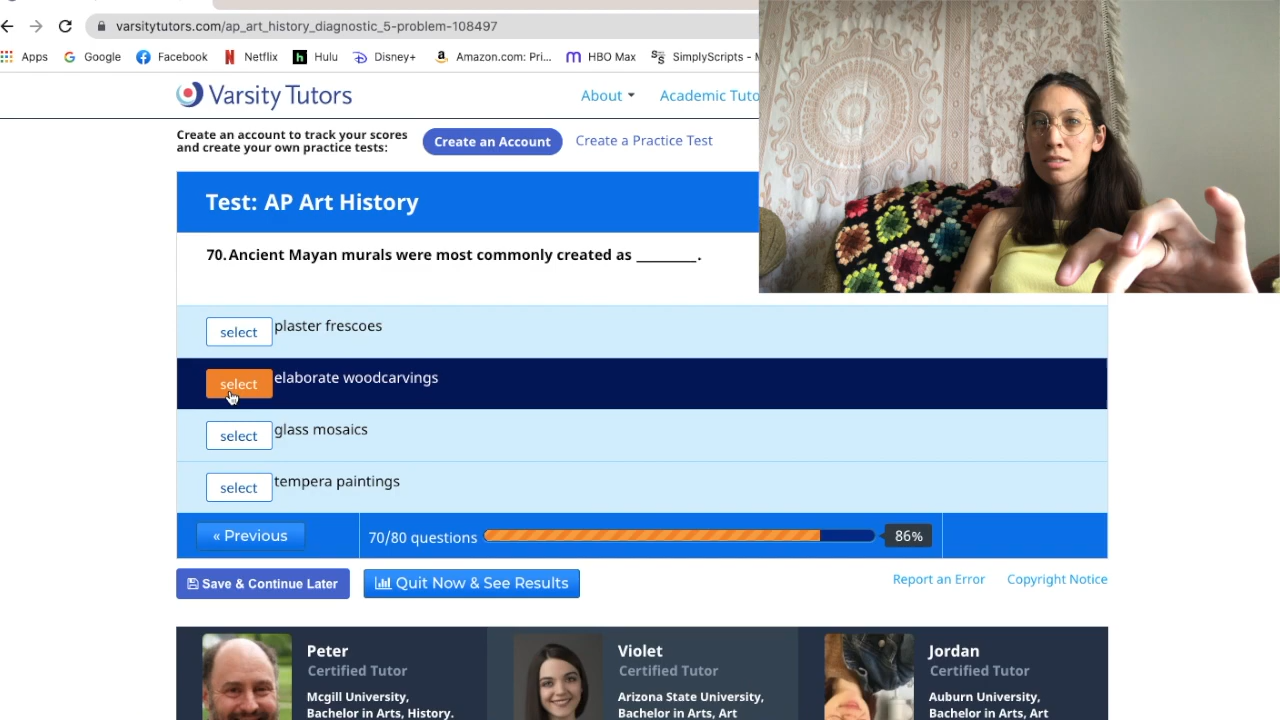 varsitytutors.com/ap_art_history_diagnostic_5-problem-108497
Apps Google Facebook Netflix Hulu Disney+ Amazon.com: Pri... HBO Max SimplyScripts - M
Varsity Tutors
About Academic Tuto
Create an account to track your scores
and create your own practice tests:
Create an Account
Create a Practice Test
Test: AP Art History
70. Ancient Mayan murals were most commonly created as _________.
select plaster frescoes
select elaborate woodcarvings
select glass mosaics
select tempera paintings
« Previous
70/80 questions
86%
Save & Continue Later
Quit Now & See Results
Report an Error
Copyright Notice
Peter
Certified Tutor
Mcgill University,
Bachelor in Arts, History.
Violet
Certified Tutor
Arizona State University,
Bachelor in Arts, Art
Jordan
Certified Tutor
Auburn University,
Bachelor in Arts, Art